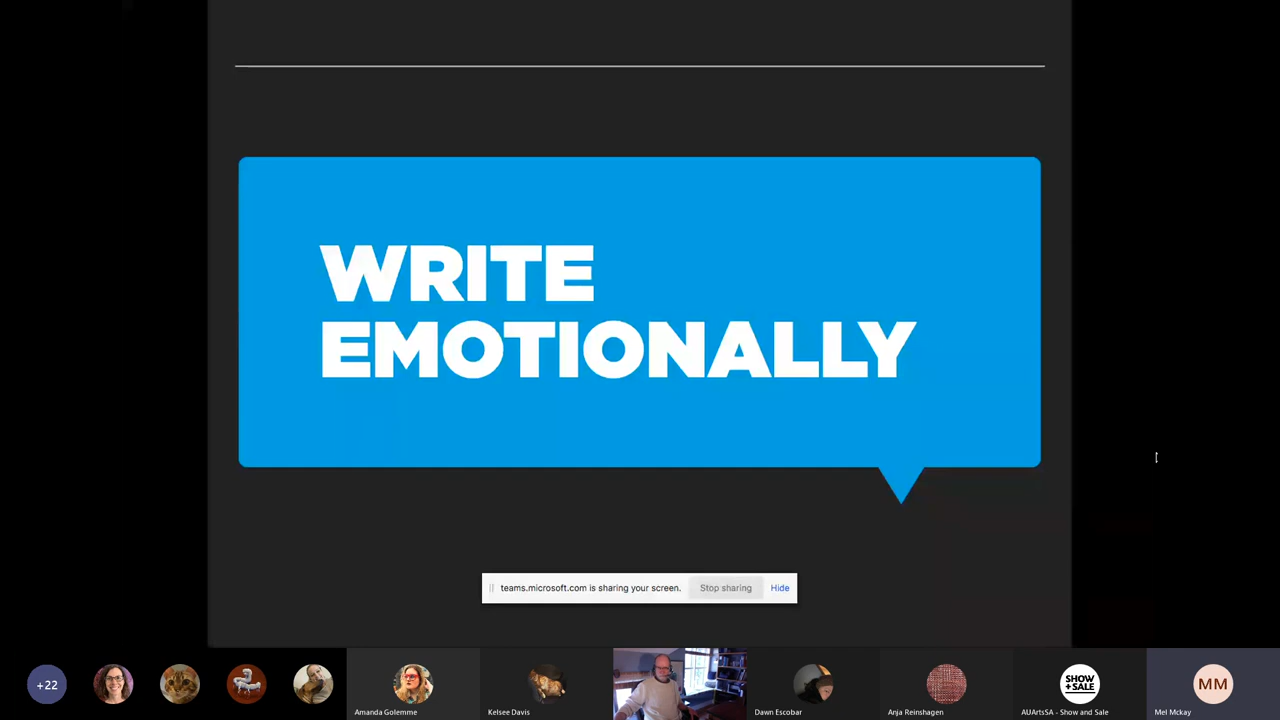 WRITE
EMOTIONALLY
teams.microsoft.com is sharing your screen. Stop sharing Hide
+22
Amanda Golemme
Kelsee Davis
Dawn Escobar
Anja Reinshagen
SHOW
+SALE
AUArtsSA - Show and Sale
MM
Mel Mckay